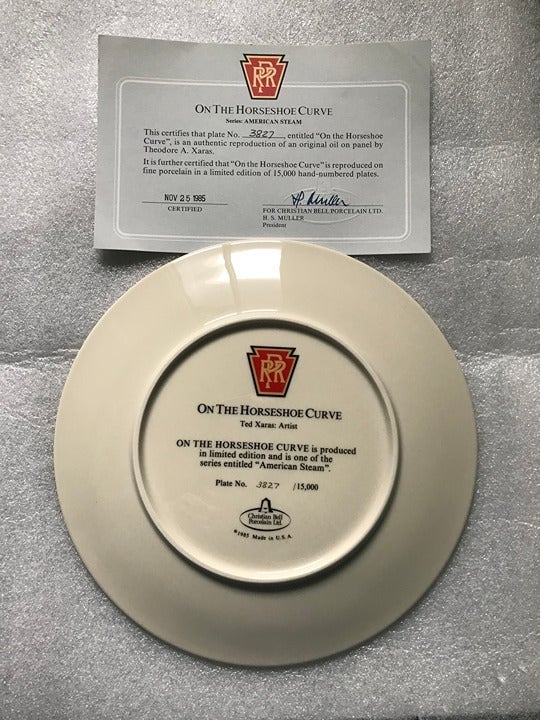 PRR
ON THE HORSESHOE CURVE
Series: AMERICAN STEAM
This certifies that plate No. 3827 entitled "On the Horseshoe
Curve", is an authentic reproduction of an original oil on panel by
Theodore A. Xaras.
It is further certified that "On the Horseshoe Curve" is reproduced on
fine porcelain in a limited edition of 15,000 hand-numbered plates.
NOV 25 1985
CERTIFIED
H. Muller
FOR CHRISTIAN BELL PORCELAIN LTD.
H. S. MULLER
President
PRR
ON THE HORSESHOE CURVE
Ted Xaras: Artist
ON THE HORSESHOE CURVE is produced
in limited edition and is one of the
series entitled "American Steam".
Plate No. 3827 /15,000
Christian Bell
Porcelain Ltd.
©1985 Made in U.S.A.